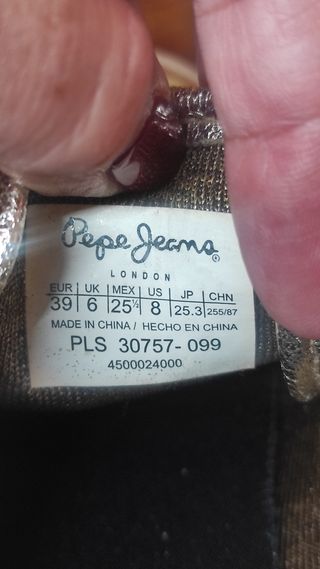 Pepe Jeans®
LONDON
EUR | UK | MEX | US | JP | CHN
39 | 6 | 25½ | 8 | 25.3 | 255/87
MADE IN CHINA / HECHO EN CHINA
PLS 30757-099
4500024000